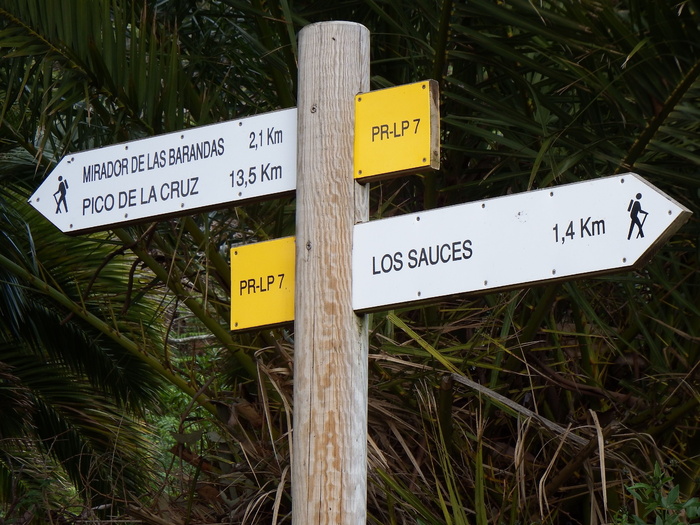 MIRADOR DE LAS BARANDAS 2,1 Km
PICO DE LA CRUZ 13,5 Km
PR-LP 7
PR-LP 7
LOS SAUCES 1,4 Km